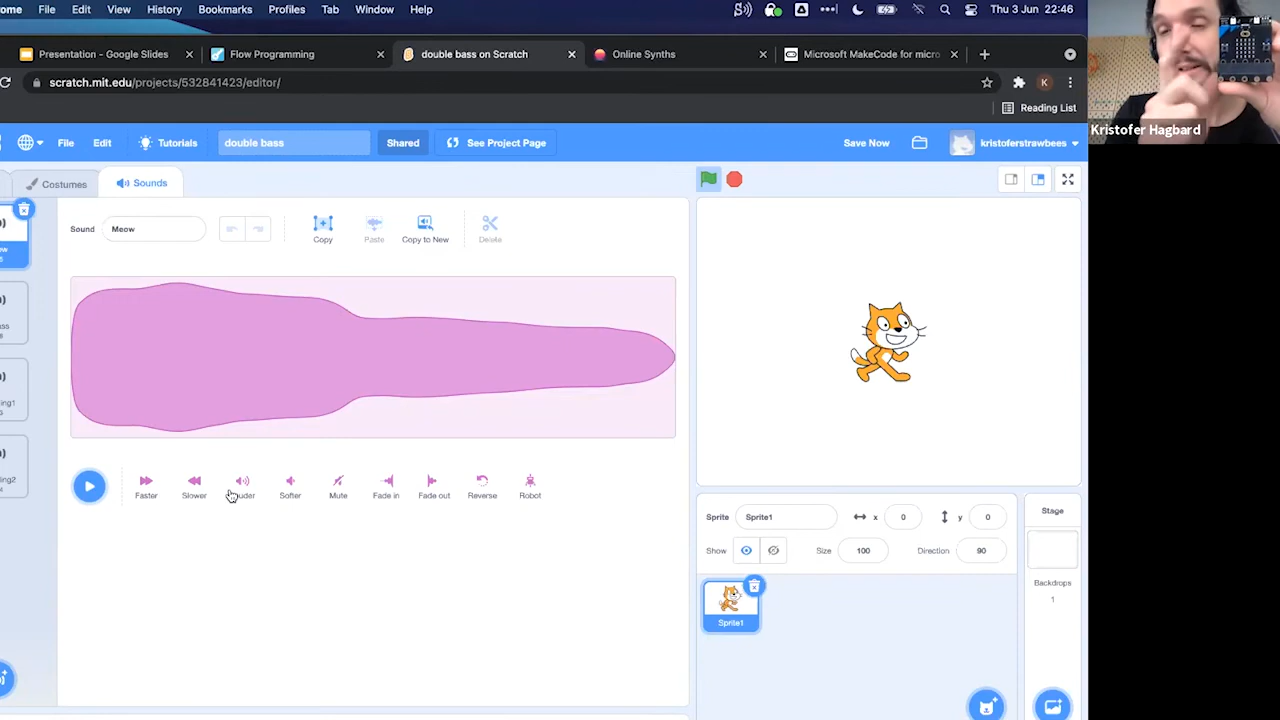 ome File Edit View History Bookmarks Profiles Tab Window Help Thu 3 Jun 22:46
Presentation - Google Slides Flow Programming double bass on Scratch Online Synths Microsoft MakeCode for micro
scratch.mit.edu/projects/532841423/editor/ K
Reading List
Kristofer Hagbard
File Edit Tutorials double bass Shared See Project Page Save Now kristoferstrawbees
Costumes Sounds
Sound Meow Copy Paste Copy to New Delete
Faster Slower uder Softer Mute Fade in Fade out Reverse Robot
Sprite Sprite1 x 0 y 0 Stage
Show Size 100 Direction 90
Backdrops
1
Sprite1